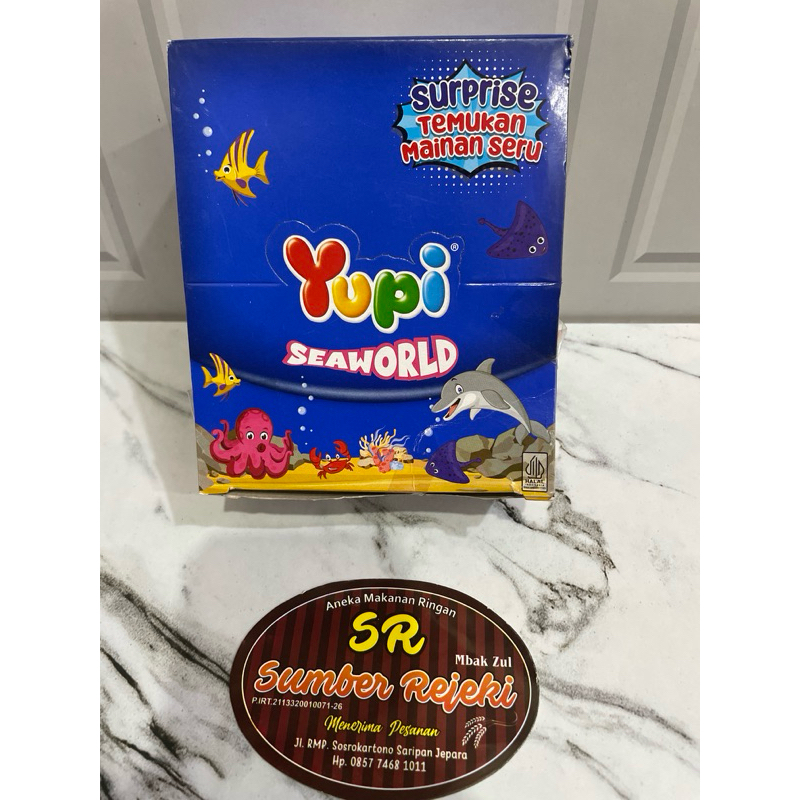 Surprise
Temukan
Mainan Seru
Yupi®
SEAWORLD
HALAL
INDONESIA
Aneka Makanan Ringan
SR
Mbak Zul
Sumber Rejeki
P.IRT.2113320010071-26
Menerima Pesanan
Jl. RMP. Sosrokartono Saripan Jepara
Hp. 0857 7468 1011